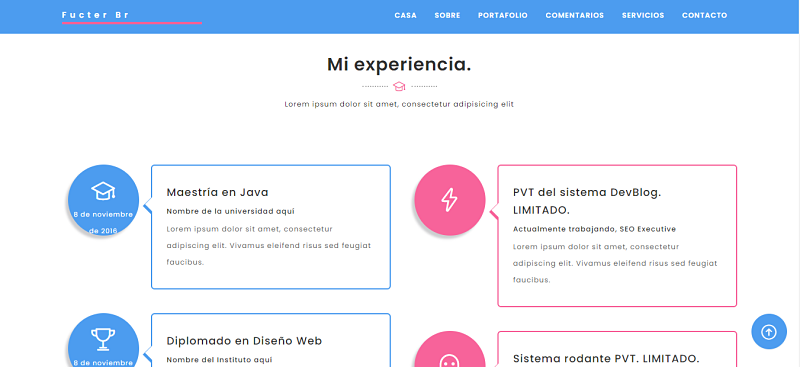 Fucter Br
CASA SOBRE PORTAFOLIO COMENTARIOS SERVICIOS CONTACTO
Mi experiencia.
Lorem ipsum dolor sit amet, consectetur adipisicing elit
8 de noviembre
de 2016
Maestría en Java
Nombre de la universidad aquí
Lorem ipsum dolor sit amet, consectetur
adipiscing elit. Vivamus eleifend risus sed feugiat
faucibus.
PVT del sistema DevBlog.
LIMITADO.
Actualmente trabajando, SEO Executive
Lorem ipsum dolor sit amet, consectetur
adipiscing elit. Vivamus eleifend risus sed feugiat
faucibus.
8 de noviembre
Diplomado en Diseño Web
Nombre del Instituto aquí
Sistema rodante PVT. LIMITADO.